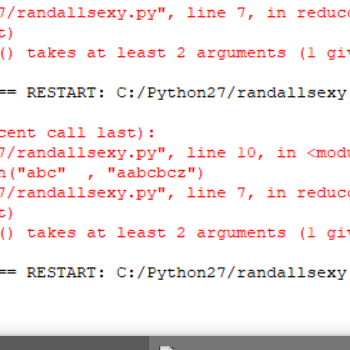 7/randallsexy.py", line 7, in reduc
t)
() takes at least 2 arguments (1 giv
== RESTART: C:/Python27/randallsexy
cent call last):
7/randallsexy.py", line 10, in <modu
n("abc" , "aabcbcz")
7/randallsexy.py", line 7, in reduc
t)
() takes at least 2 arguments (1 giv
== RESTART: C:/Python27/randallsexy